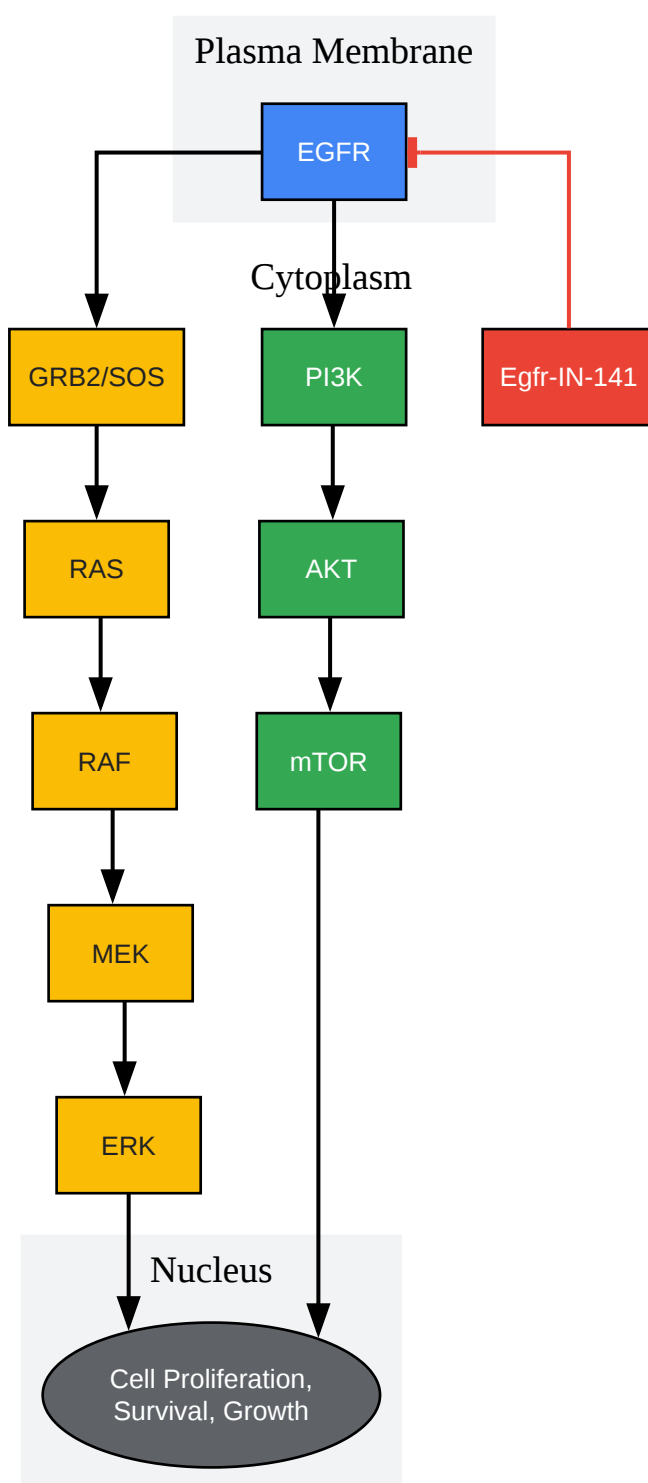 Plasma Membrane
EGFR
Cytoplasm
GRB2/SOS
PI3K
Egfr-IN-141
RAS
AKT
RAF
mTOR
MEK
ERK
Nucleus
Cell Proliferation,
Survival, Growth